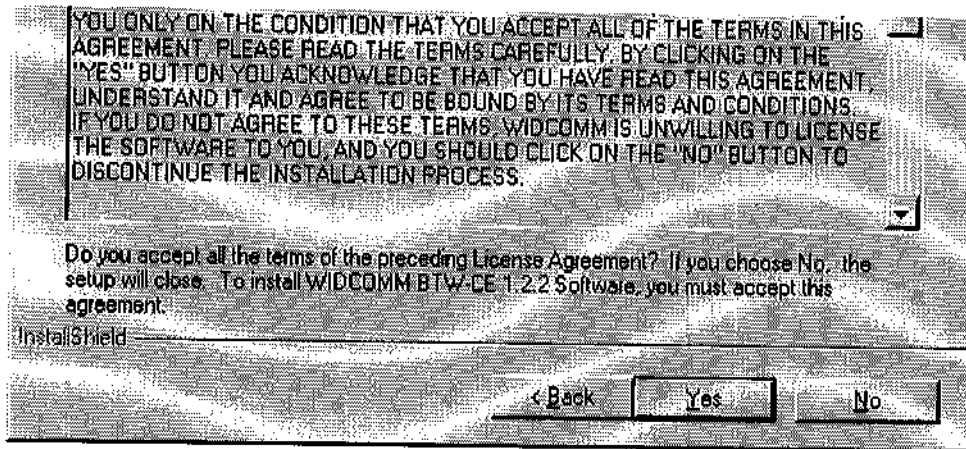 YOU ONLY ON THE CONDITION THAT YOU ACCEPT ALL OF THE TERMS IN THIS
AGREEMENT. PLEASE READ THE TERMS CAREFULLY. BY CLICKING ON THE
"YES" BUTTON YOU ACKNOWLEDGE THAT YOU HAVE READ THIS AGREEMENT,
UNDERSTAND IT AND AGREE TO BE BOUND BY ITS TERMS AND CONDITIONS.
IF YOU DO NOT AGREE TO THESE TERMS, WIDCOMM IS UNWILLING TO LICENSE
THE SOFTWARE TO YOU, AND YOU SHOULD CLICK ON THE "NO" BUTTON TO
DISCONTINUE THE INSTALLATION PROCESS.
Do you accept all the terms of the preceding License Agreement? If you choose No, the
setup will close. To install WIDCOMM BTW-CE 1.2.2 Software, you must accept this
agreement.
InstallShield
< Back Yes No